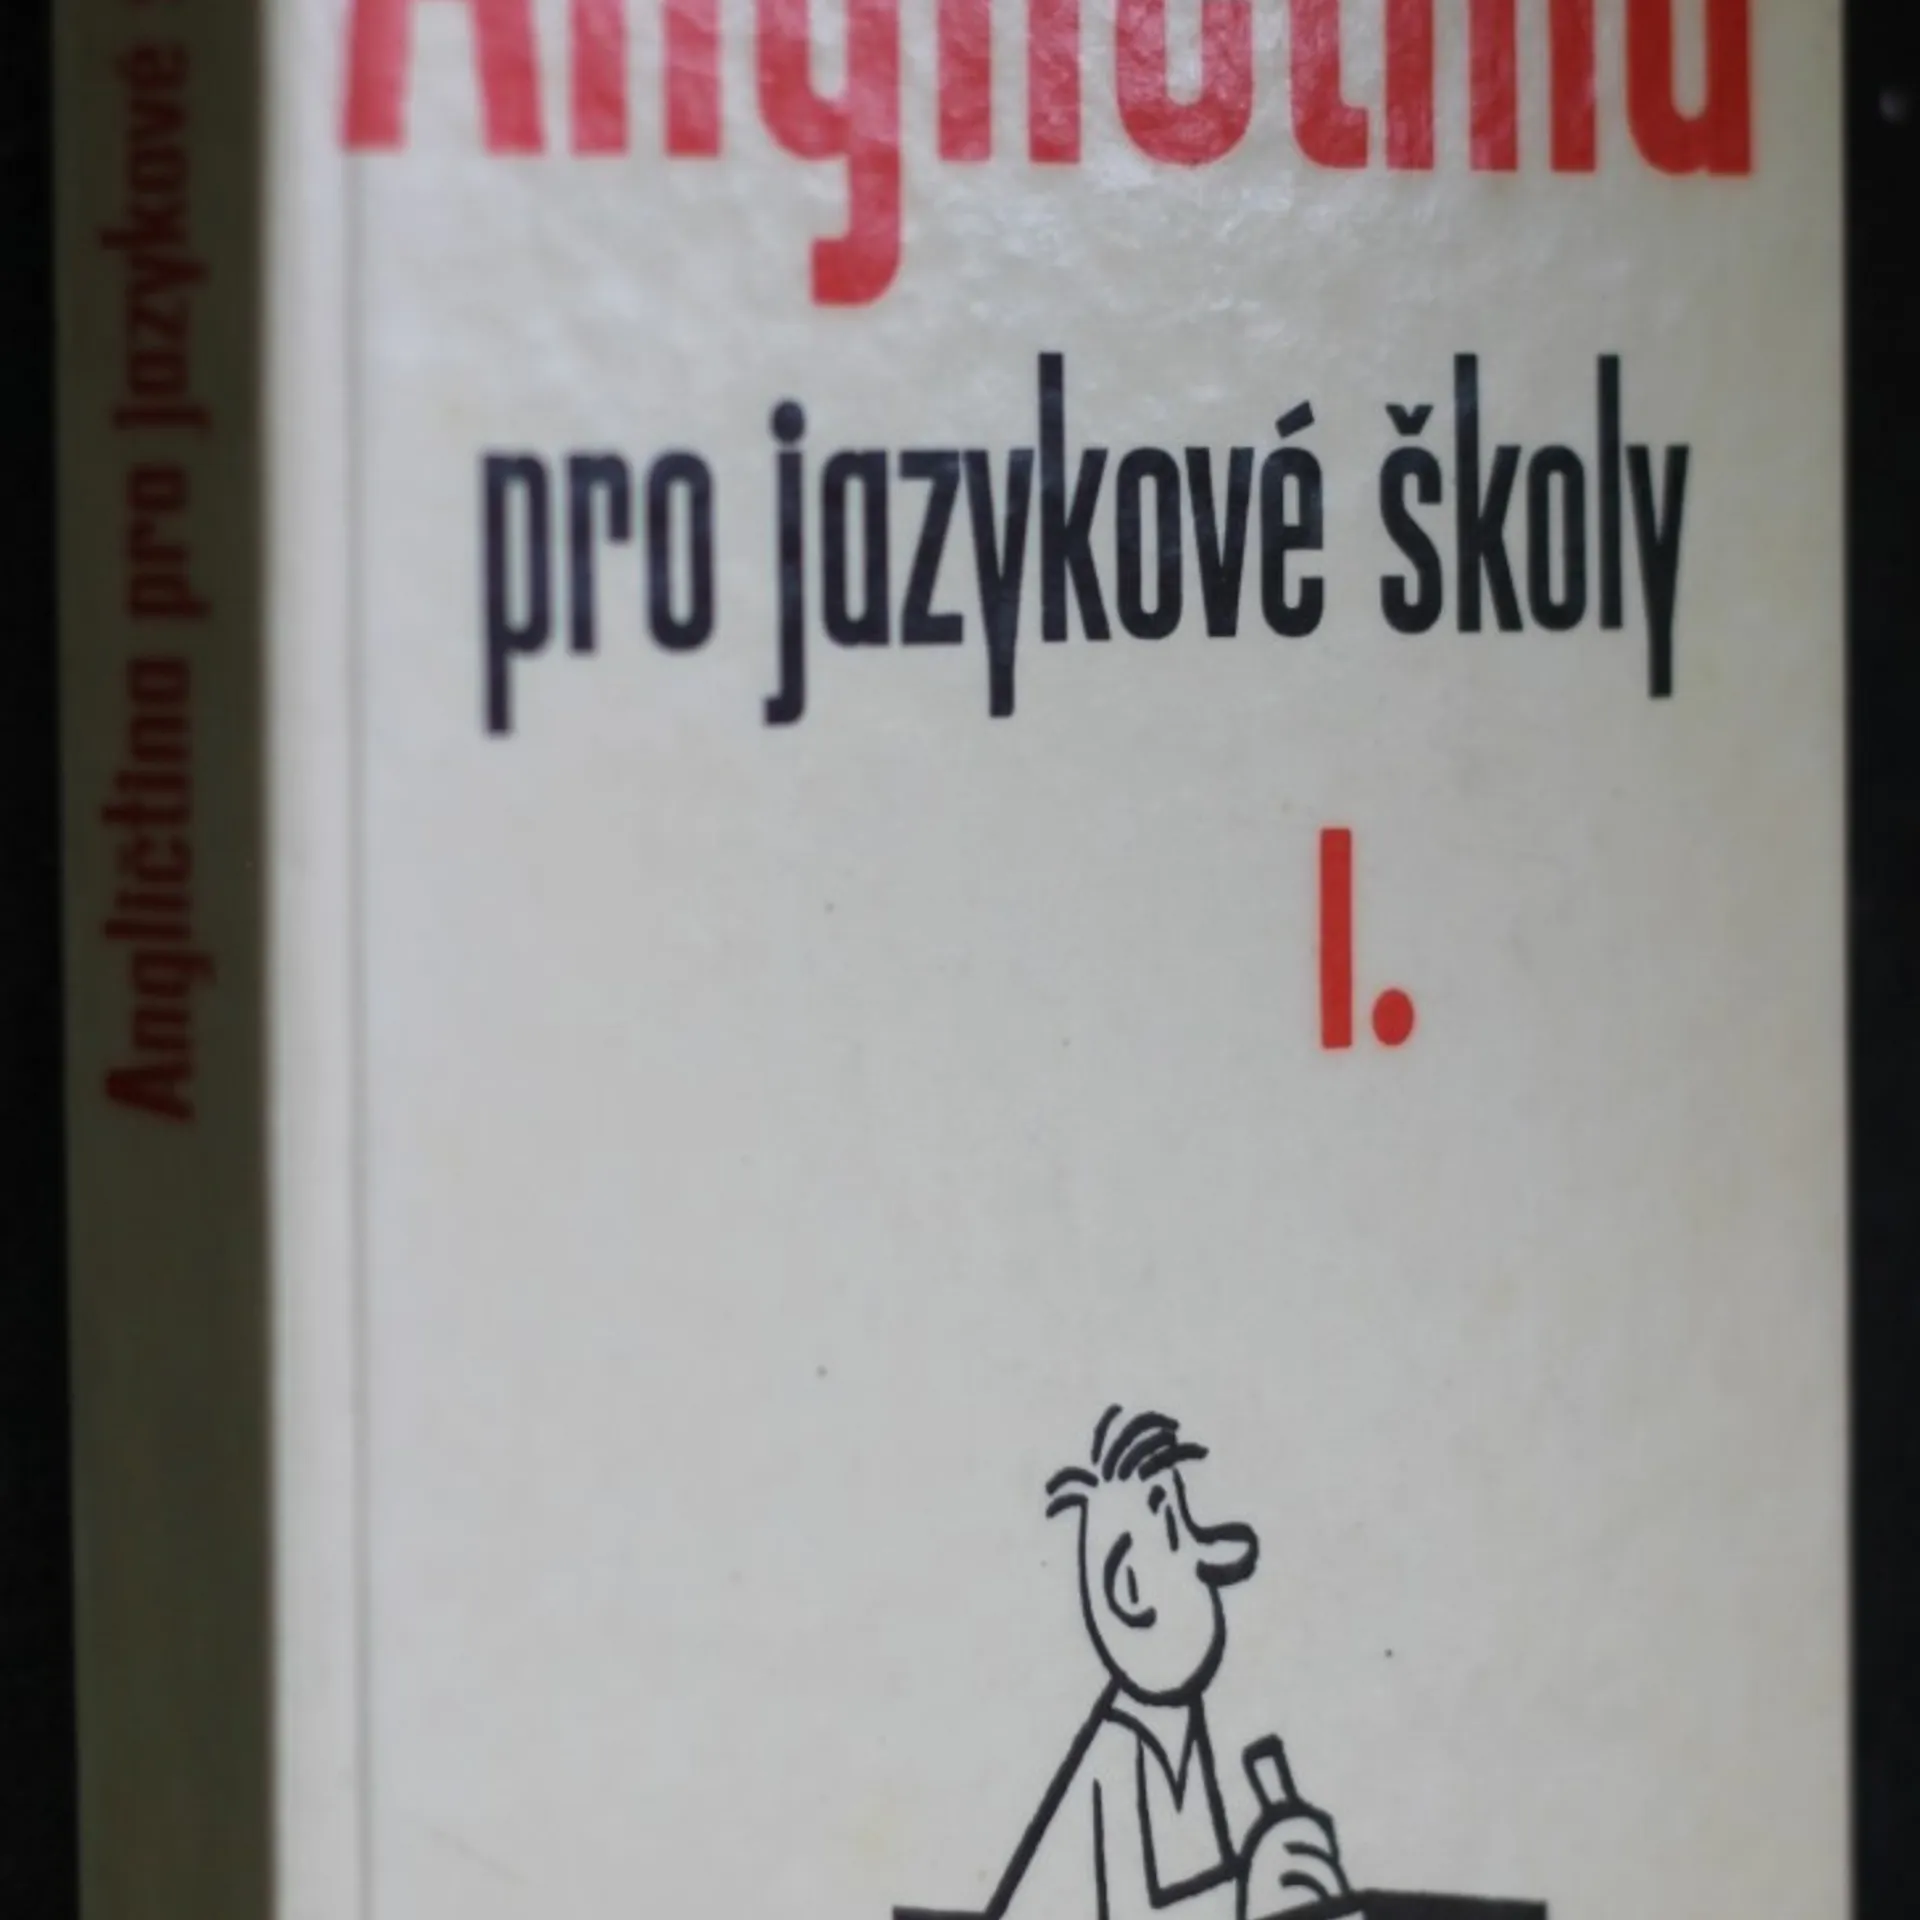 Angličtina
pro jazykové školy
I.
Angličtina pro jazykové